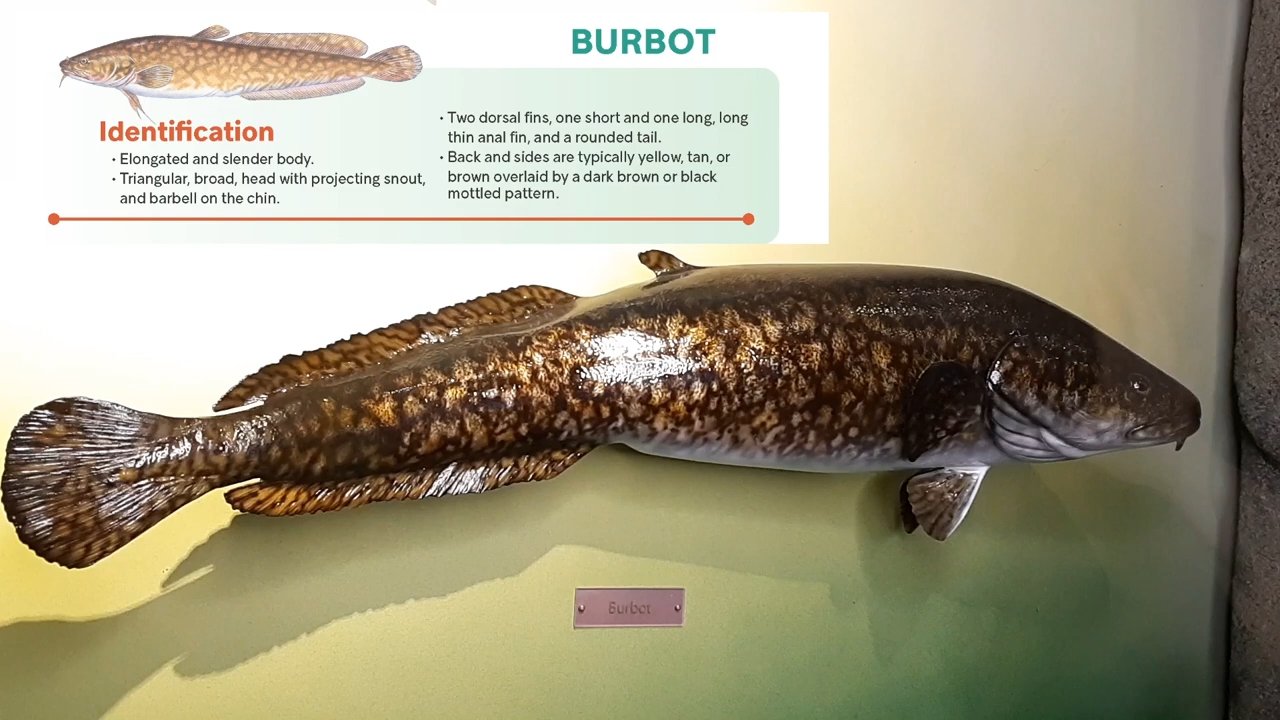 BURBOT
Identification
• Elongated and slender body.
• Triangular, broad, head with projecting snout,
and barbell on the chin.
• Two dorsal fins, one short and one long, long
thin anal fin, and a rounded tail.
• Back and sides are typically yellow, tan, or
brown overlaid by a dark brown or black
mottled pattern.
Burbot